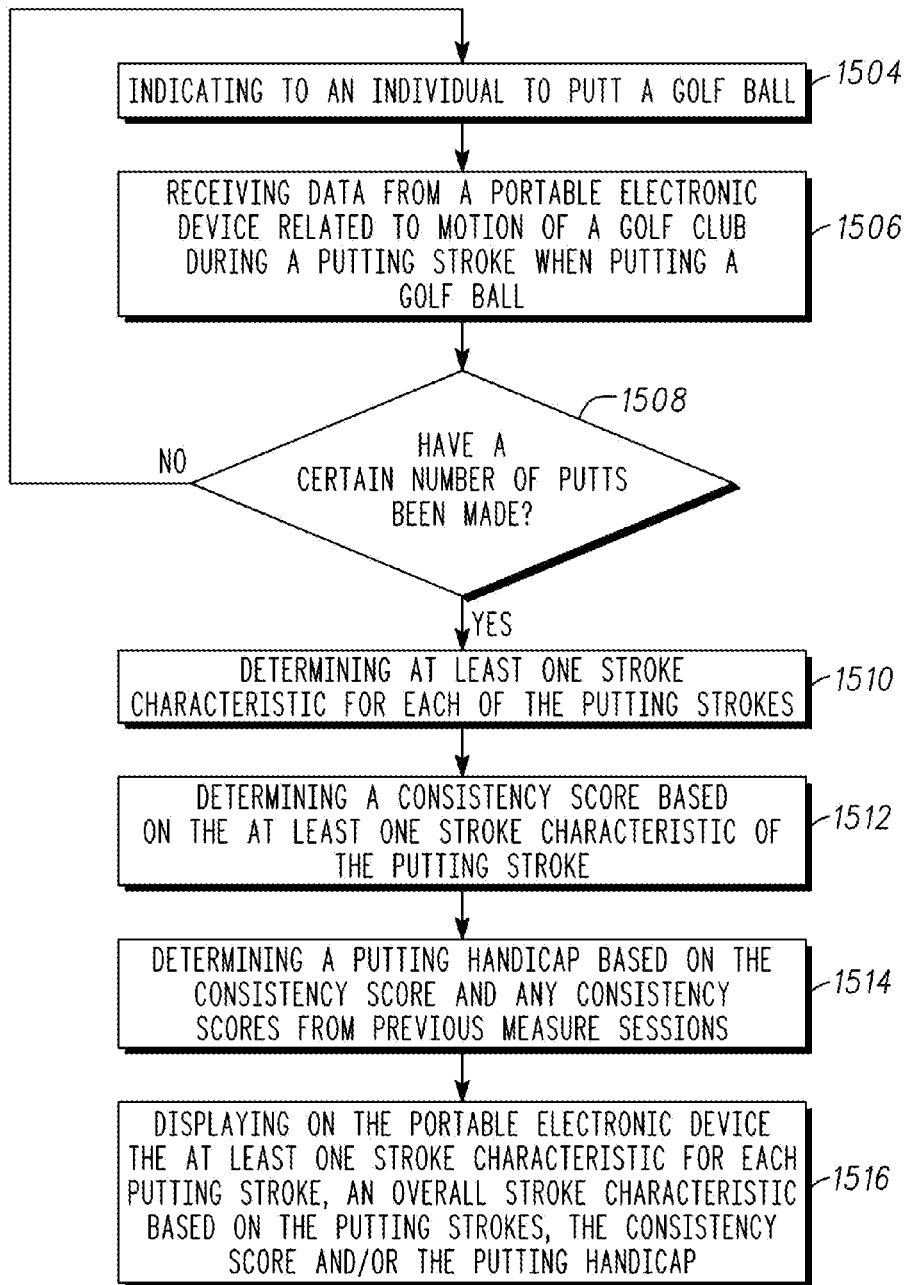 INDICATING TO AN INDIVIDUAL TO PUTT A GOLF BALL
1504
RECEIVING DATA FROM A PORTABLE ELECTRONIC
DEVICE RELATED TO MOTION OF A GOLF CLUB
DURING A PUTTING STROKE WHEN PUTTING A
GOLF BALL
1506
1508
HAVE A
CERTAIN NUMBER OF PUTTS
BEEN MADE?
NO
YES
DETERMINING AT LEAST ONE STROKE
CHARACTERISTIC FOR EACH OF THE PUTTING STROKES
1510
DETERMINING A CONSISTENCY SCORE BASED
ON THE AT LEAST ONE STROKE CHARACTERISTIC OF
THE PUTTING STROKE
1512
DETERMINING A PUTTING HANDICAP BASED ON THE
CONSISTENCY SCORE AND ANY CONSISTENCY
SCORES FROM PREVIOUS MEASURE SESSIONS
1514
DISPLAYING ON THE PORTABLE ELECTRONIC DEVICE
THE AT LEAST ONE STROKE CHARACTERISTIC FOR EACH
PUTTING STROKE, AN OVERALL STROKE CHARACTERISTIC
BASED ON THE PUTTING STROKES, THE CONSISTENCY
SCORE AND/OR THE PUTTING HANDICAP
1516